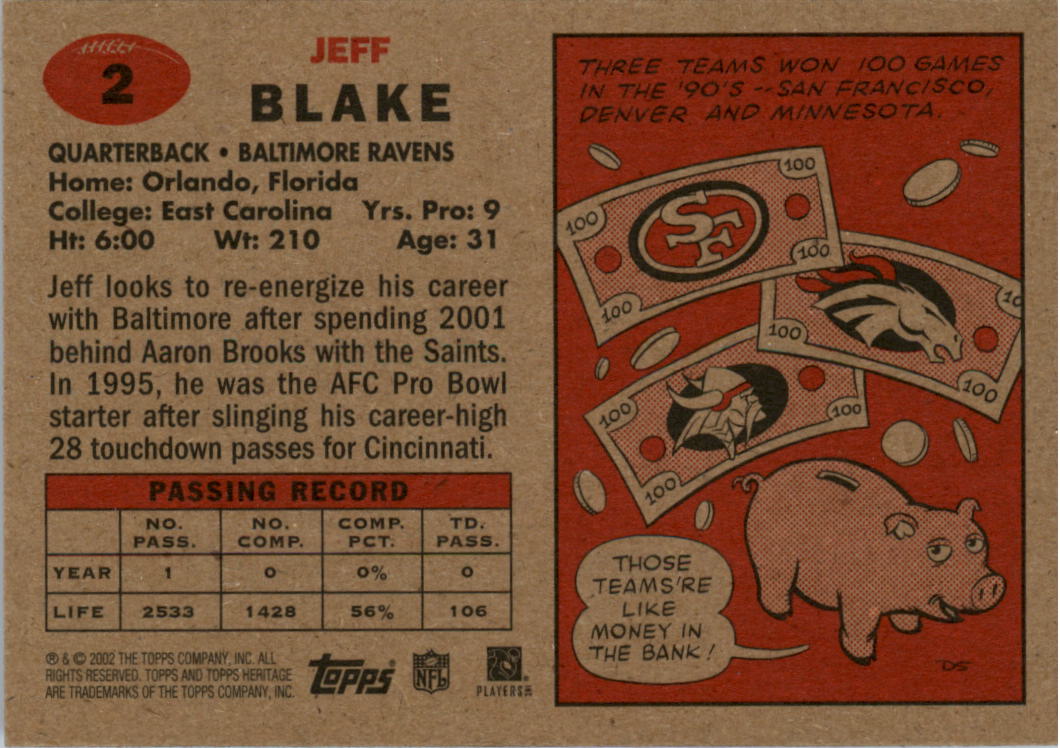 2
JEFF
BLAKE
QUARTERBACK • BALTIMORE RAVENS
Home: Orlando, Florida
College: East Carolina Yrs. Pro: 9
Ht: 6:00 Wt: 210 Age: 31
Jeff looks to re-energize his career
with Baltimore after spending 2001
behind Aaron Brooks with the Saints.
In 1995, he was the AFC Pro Bowl
starter after slinging his career-high
28 touchdown passes for Cincinnati.
PASSING RECORD
NO. PASS. NO. COMP. COMP. PCT. TD. PASS.
YEAR 1 0 0% 0
LIFE 2533 1428 56% 106
® & © 2002 THE TOPPS COMPANY, INC. ALL
RIGHTS RESERVED. TOPPS AND TOPPS HERITAGE
ARE TRADEMARKS OF THE TOPPS COMPANY, INC.
topps®
NFL
PLAYERS INC
THREE TEAMS WON 100 GAMES
IN THE '90'S -- SAN FRANCISCO,
DENVER AND MINNESOTA.
100
100
SF
100
100
10
100
100
100
100
100
THOSE
TEAMS'RE
LIKE
MONEY IN
THE BANK!
DS